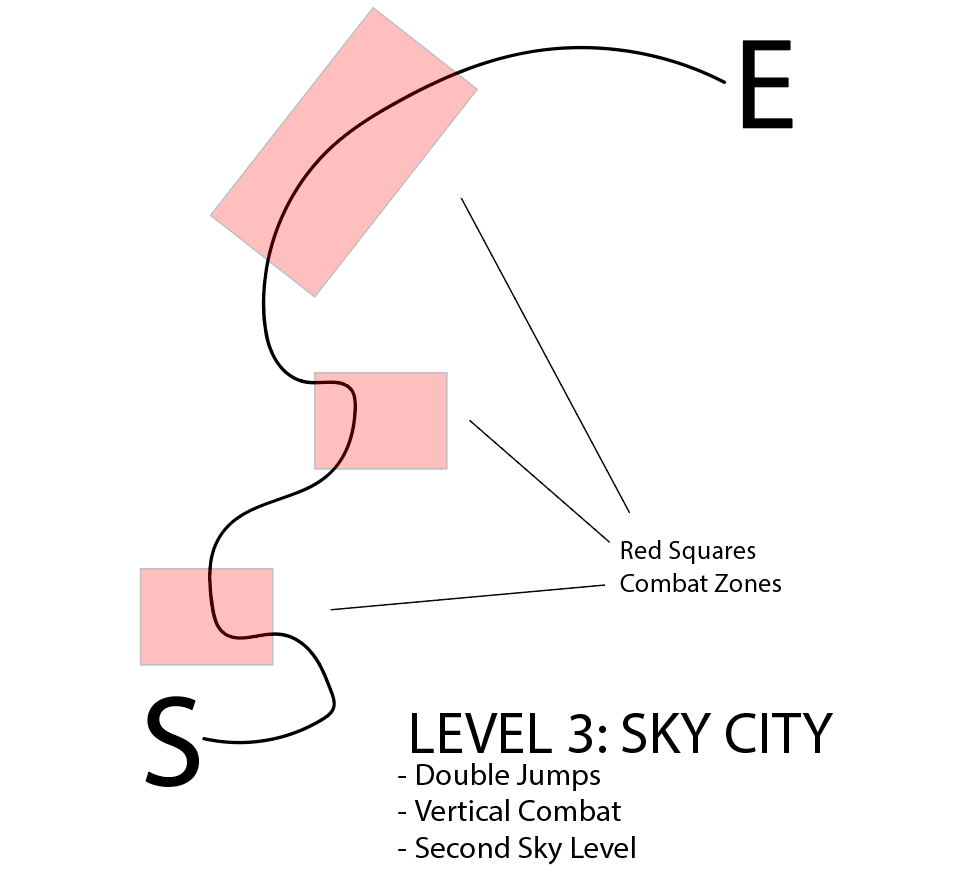 E
Red Squares
Combat Zones
S
LEVEL 3: SKY CITY
- Double Jumps
- Vertical Combat
- Second Sky Level